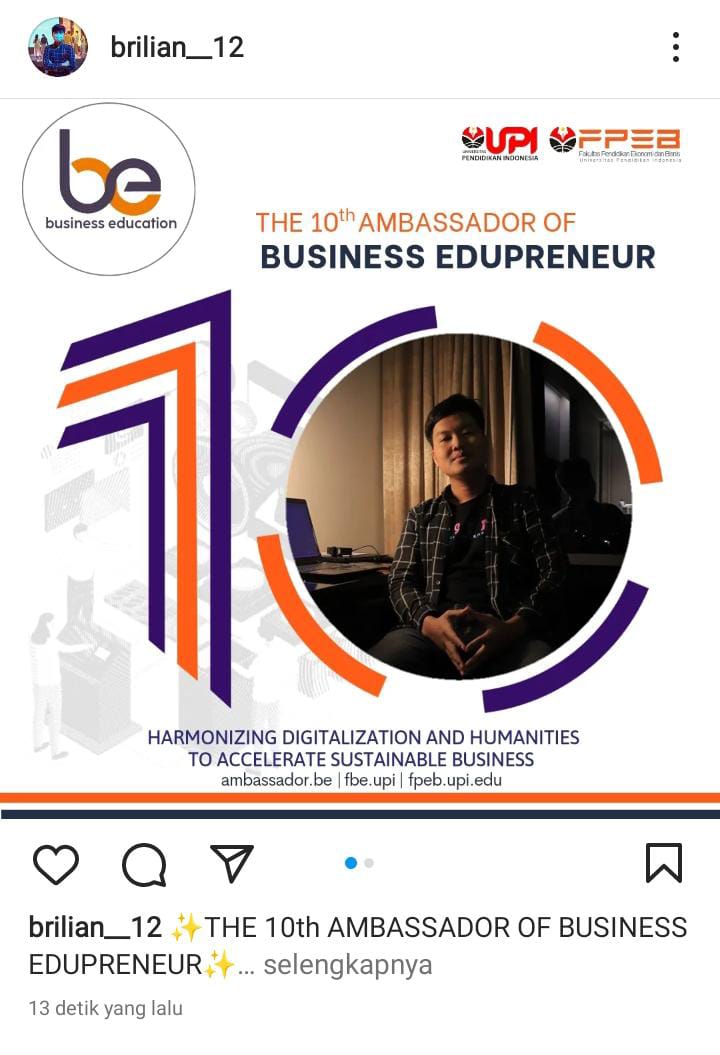 brilian__12
be
business education
UPI
UNIVERSITAS
PENDIDIKAN INDONESIA
FPEB
Fakultas Pendidikan Ekonomi dan Bisnis
Universitas Pendidikan Indonesia
THE 10th AMBASSADOR OF
BUSINESS EDUPRENEUR
10
HARMONIZING DIGITALIZATION AND HUMANITIES
TO ACCELERATE SUSTAINABLE BUSINESS
ambassador.be | fbe.upi | fpeb.upi.edu
brilian__12 ✨THE 10th AMBASSADOR OF BUSINESS
EDUPRENEUR✨... selengkapnya
13 detik yang lalu